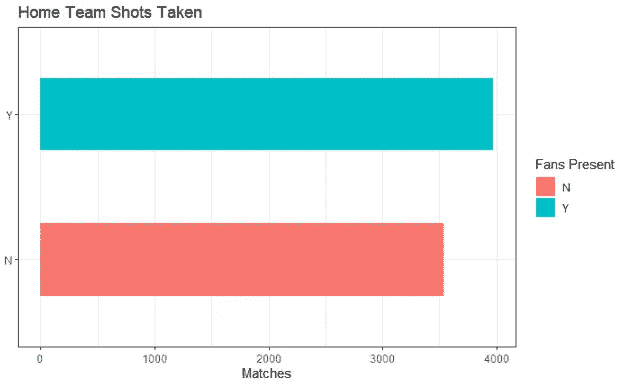 Home Team Shots Taken
Y
N
Fans Present
N
Y
0 1000 2000 3000 4000
Matches